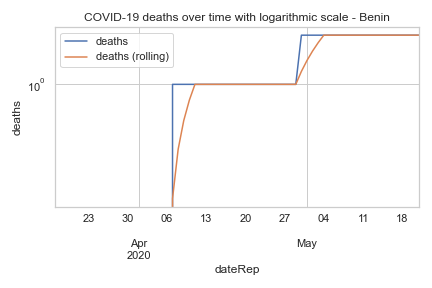 COVID-19 deaths over time with logarithmic scale - Benin
deaths
deaths (rolling)
10⁰
deaths
23 30 06 13 20 27 04 11 18
Apr May
2020
dateRep